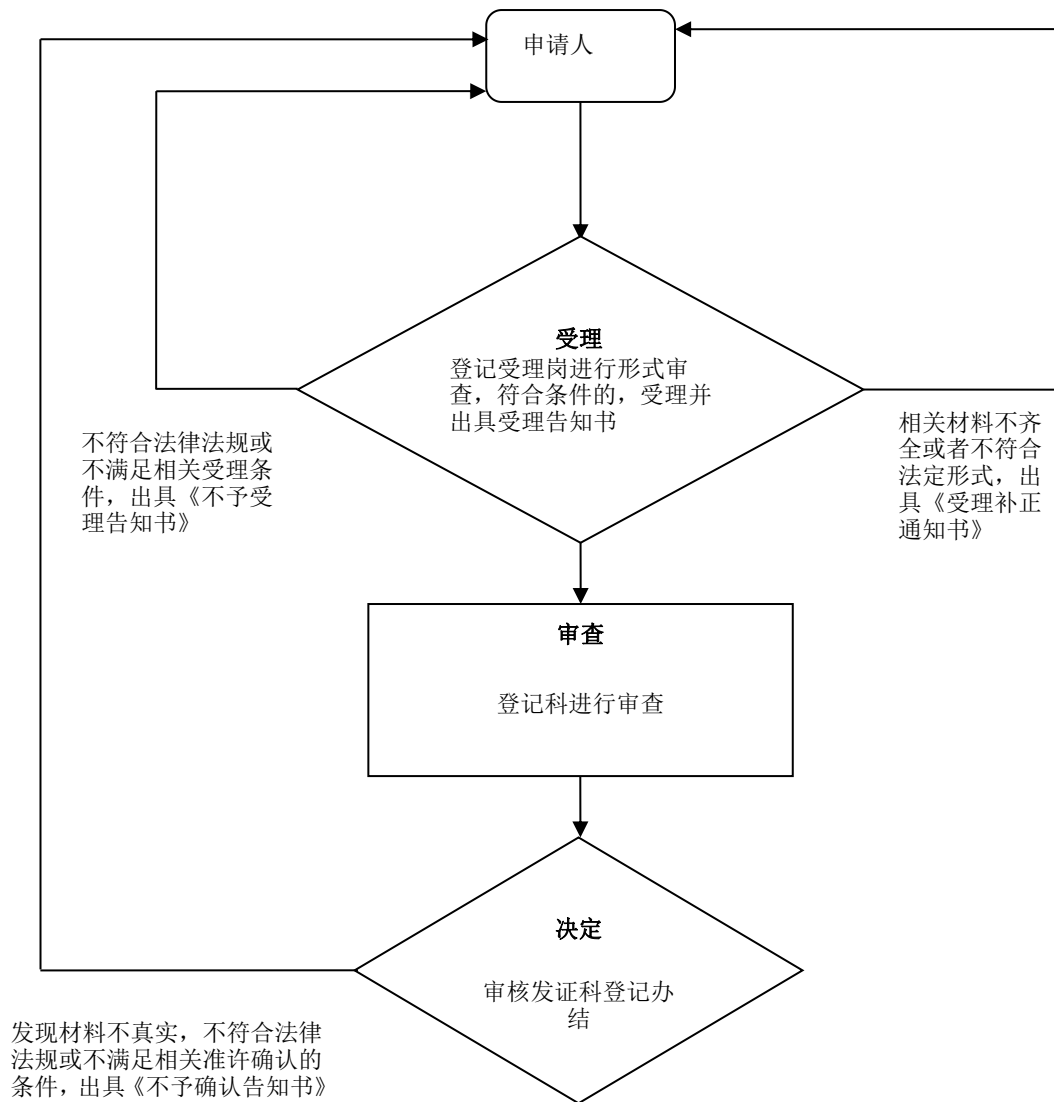 申请人
受理
登记受理岗进行形式审
查，符合条件的，受理并
出具受理告知书
不符合法律法规或
不满足相关受理条
件，出具《不予受
理告知书》
相关材料不齐
全或者不符合
法定形式，出
具《受理补正
通知书》
审查
登记科进行审查
决定
审核发证科登记办
结
发现材料不真实，不符合法律
法规或不满足相关准许确认的
条件，出具《不予确认告知书》